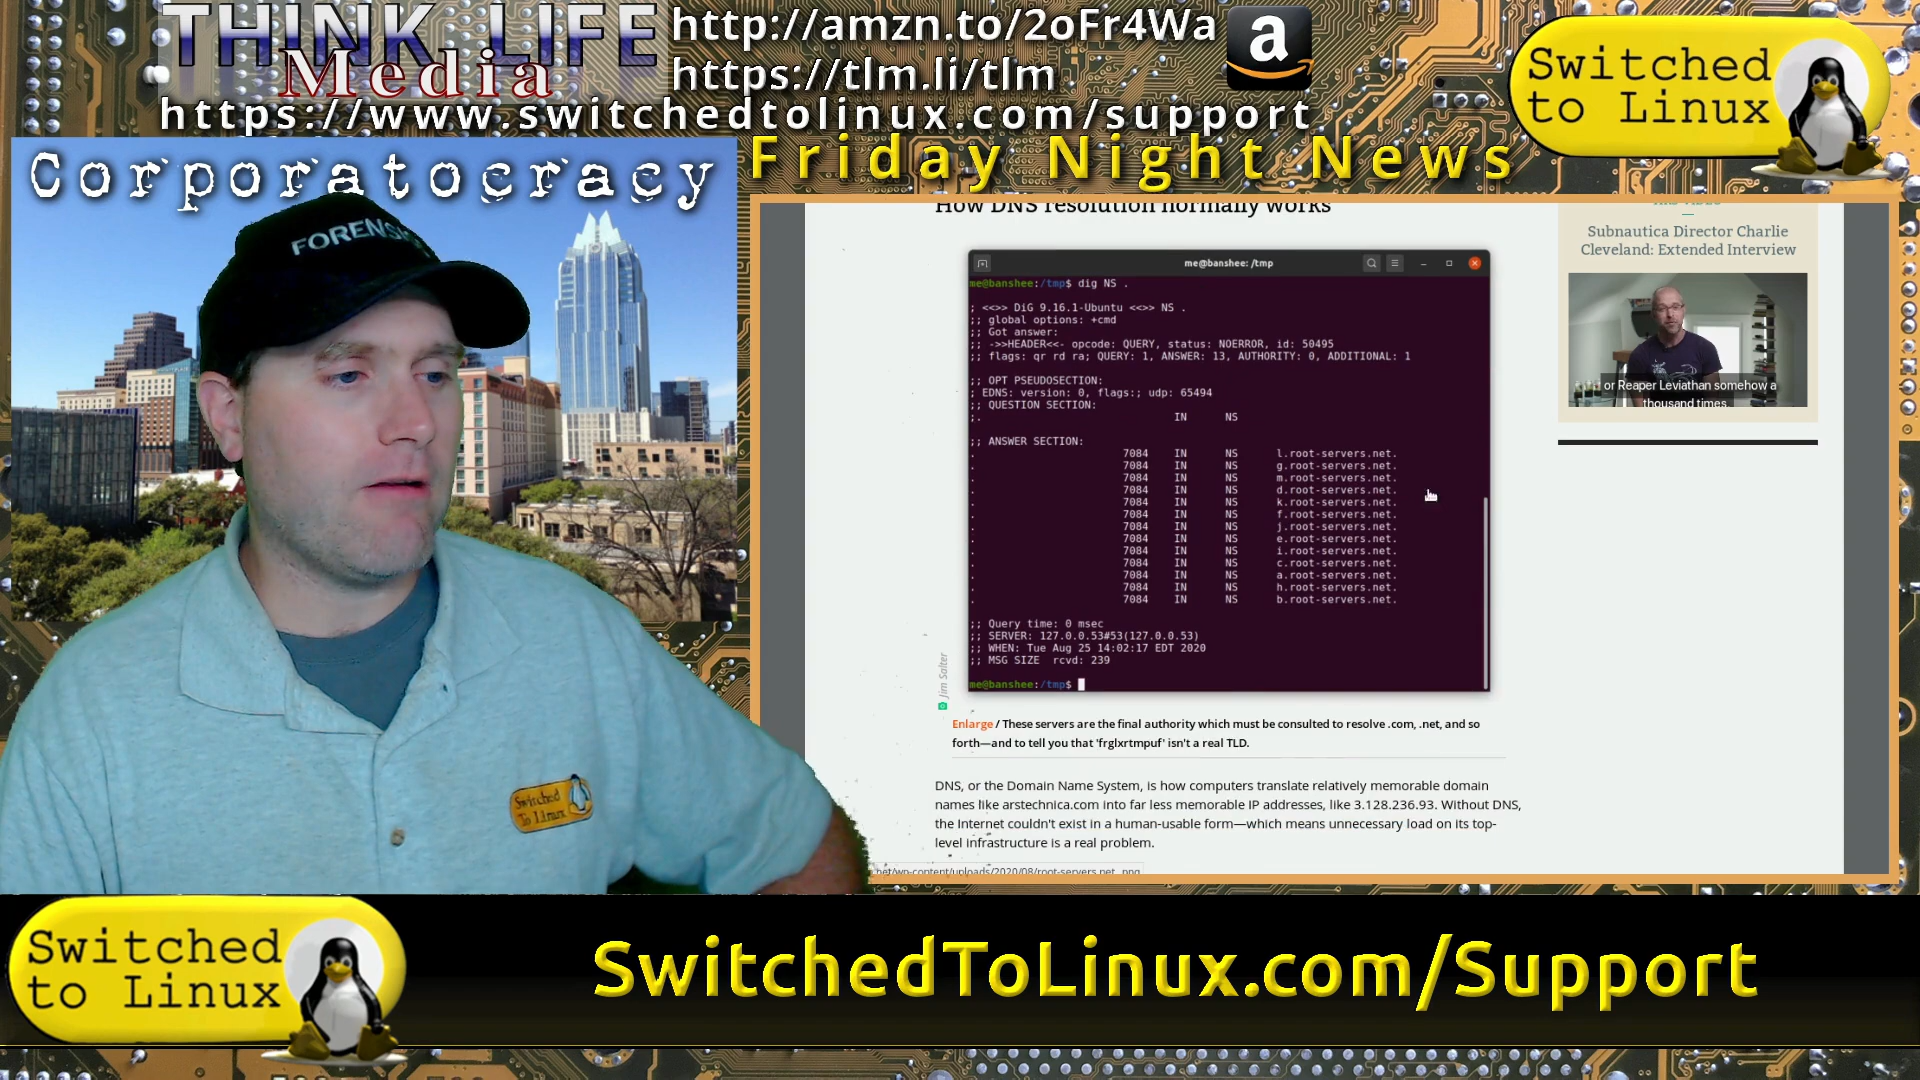 THINK LIFE
Media
http://amzn.to/2oFr4Wa
https://tlm.li/tlm
https://www.switchedtolinux.com/support
a
Switched
to Linux
Corporatocracy
Friday Night News
FORENS
Switched
To Linux
How DNS resolution normally works
me@banshee: /tmp
me@banshee:/tmp$ dig NS .
; <<>> DiG 9.16.1-Ubuntu <<>> NS .
;; global options: +cmd
;; Got answer:
;; ->>HEADER<<- opcode: QUERY, status: NOERROR, id: 50495
;; flags: qr rd ra; QUERY: 1, ANSWER: 13, AUTHORITY: 0, ADDITIONAL: 1
;; OPT PSEUDOSECTION:
; EDNS: version: 0, flags:; udp: 65494
;; QUESTION SECTION:
;. IN NS
;; ANSWER SECTION:
. 7084 IN NS l.root-servers.net.
. 7084 IN NS g.root-servers.net.
. 7084 IN NS m.root-servers.net.
. 7084 IN NS d.root-servers.net.
. 7084 IN NS k.root-servers.net.
. 7084 IN NS f.root-servers.net.
. 7084 IN NS j.root-servers.net.
. 7084 IN NS e.root-servers.net.
. 7084 IN NS i.root-servers.net.
. 7084 IN NS c.root-servers.net.
. 7084 IN NS a.root-servers.net.
. 7084 IN NS h.root-servers.net.
. 7084 IN NS b.root-servers.net.
;; Query time: 0 msec
;; SERVER: 127.0.0.53#53(127.0.0.53)
;; WHEN: Tue Aug 25 14:02:17 EDT 2020
;; MSG SIZE rcvd: 239
me@banshee:/tmp$
Jim Salter
Enlarge / These servers are the final authority which must be consulted to resolve .com, .net, and so
forth—and to tell you that 'frglxrtmpuf' isn't a real TLD.
DNS, or the Domain Name System, is how computers translate relatively memorable domain
names like arstechnica.com into far less memorable IP addresses, like 3.128.236.93. Without DNS,
the Internet couldn't exist in a human-usable form—which means unnecessary load on its top-
level infrastructure is a real problem.
.net/wp-content/uploads/2020/08/root-servers.net_.png
Subnautica Director Charlie
Cleveland: Extended Interview
or Reaper Leviathan somehow a
thousand times
Switched
to Linux
SwitchedToLinux.com/Support